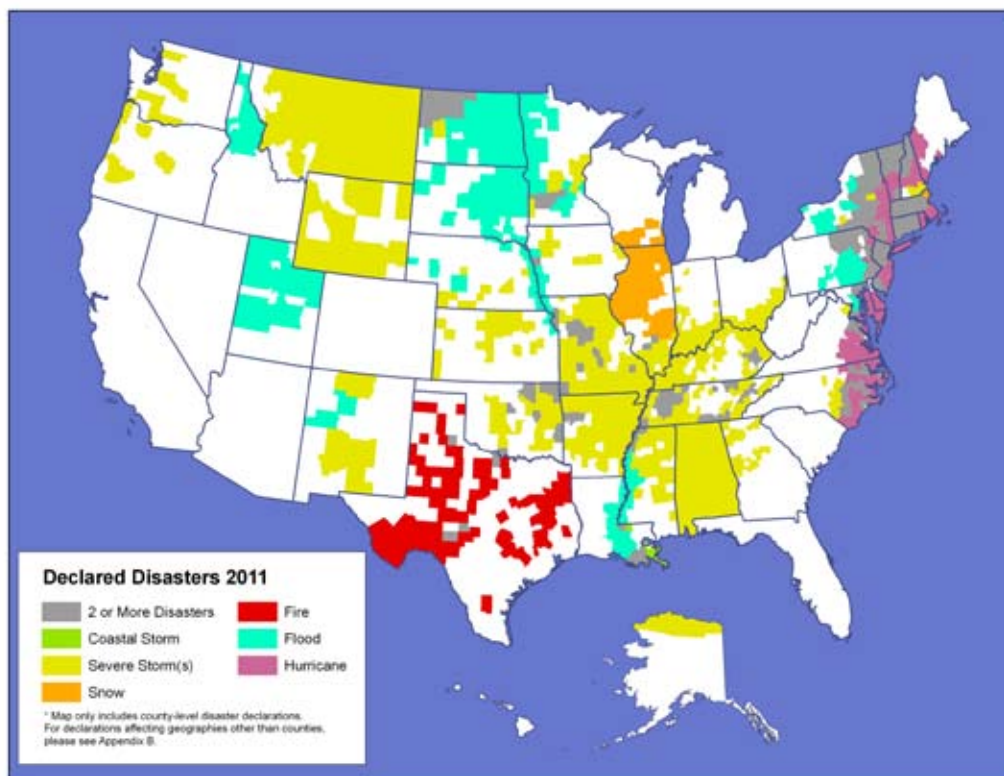 Declared Disasters 2011
2 or More Disasters
Coastal Storm
Severe Storm(s)
Snow
Fire
Flood
Hurricane
* Map only includes county-level disaster declarations.
For declarations affecting geographies other than counties,
please see Appendix B.